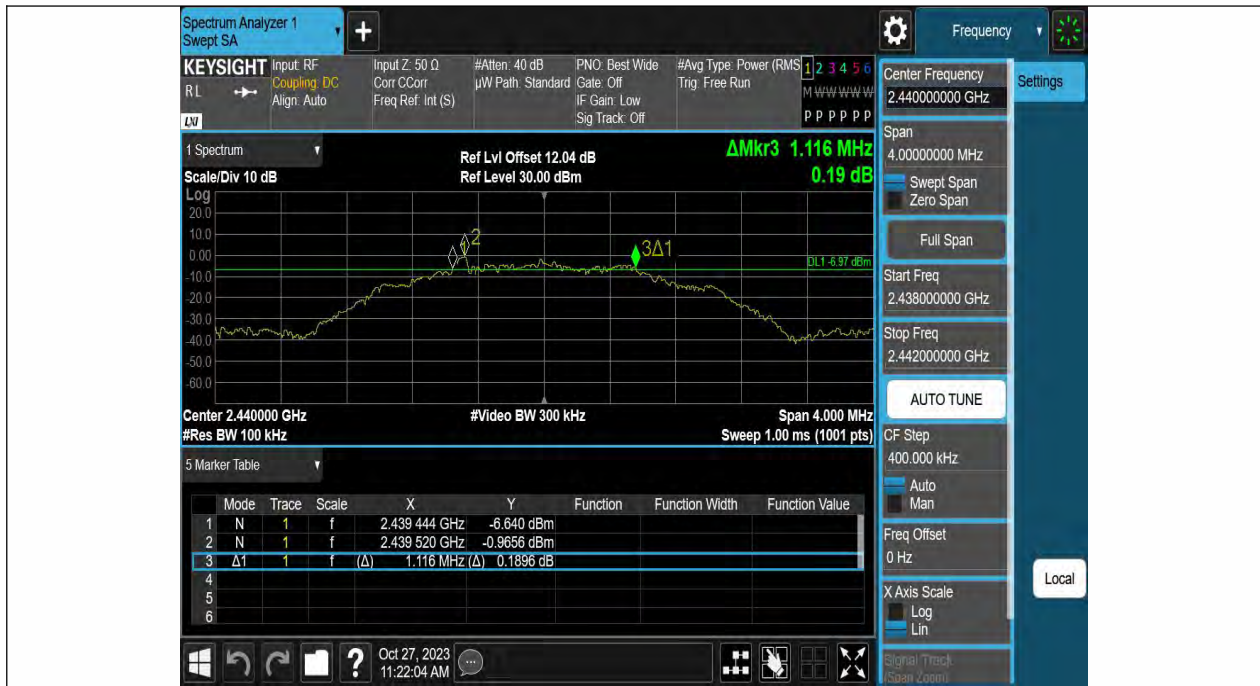 Spectrum Analyzer 1
Swept SA
+
Frequency
KEYSIGHT
RL
LXI
Input: RF
Coupling: DC
Align: Auto
Input Z: 50 Ω
Corr CCorr
Freq Ref: Int (S)
#Atten: 40 dB
µW Path: Standard
PNO: Best Wide
Gate: Off
IF Gain: Low
Sig Track: Off
#Avg Type: Power (RMS
Trig: Free Run
1 2 3 4 5 6
M W W W W W
P P P P P P
1 Spectrum
Scale/Div 10 dB
Ref Lvl Offset 12.04 dB
Ref Level 30.00 dBm
ΔMkr3 1.116 MHz
0.19 dB
Log
20.0
10.0
0.00
-10.0
-20.0
-30.0
-40.0
-50.0
-60.0
2
3Δ1
DL1 -6.97 dBm
Center 2.440000 GHz
#Video BW 300 kHz
Span 4.000 MHz
#Res BW 100 kHz
Sweep 1.00 ms (1001 pts)
5 Marker Table
Mode Trace Scale X Y Function Function Width Function Value
1 N 1 f 2.439 444 GHz -6.640 dBm
2 N 1 f 2.439 520 GHz -0.9656 dBm
3 Δ1 1 f (Δ) 1.116 MHz (Δ) 0.1896 dB
4
5
6
?
Oct 27, 2023
11:22:04 AM
Center Frequency
2.440000000 GHz
Span
4.00000000 MHz
Swept Span
Zero Span
Full Span
Start Freq
2.438000000 GHz
Stop Freq
2.442000000 GHz
AUTO TUNE
CF Step
400.000 kHz
Auto
Man
Freq Offset
0 Hz
X Axis Scale
Log
Lin
Signal Track
(Span Zoom)
Settings
Local